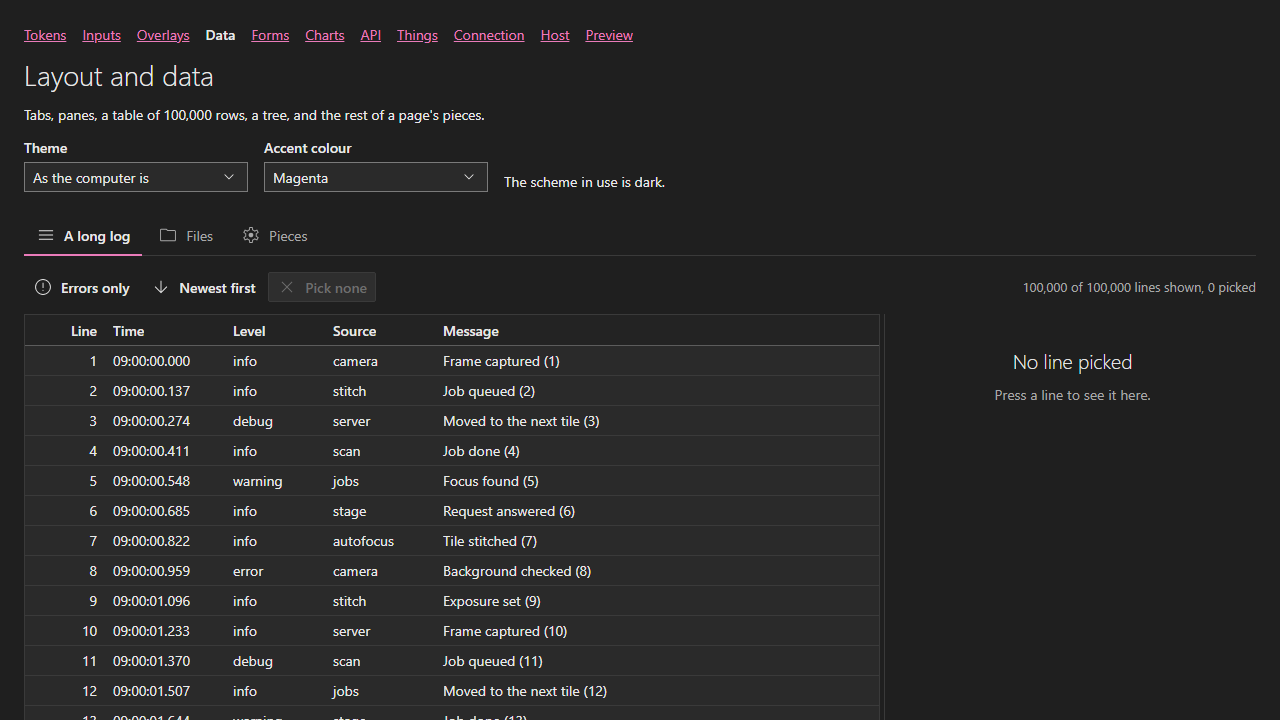 Tokens Inputs Overlays Data Forms Charts API Things Connection Host Preview
Layout and data
Tabs, panes, a table of 100,000 rows, a tree, and the rest of a page's pieces.
Theme Accent colour
As the computer is Magenta The scheme in use is dark.
A long log Files Pieces
Errors only Newest first Pick none 100,000 of 100,000 lines shown, 0 picked
Line Time Level Source Message
1 09:00:00.000 info camera Frame captured (1)
2 09:00:00.137 info stitch Job queued (2)
3 09:00:00.274 debug server Moved to the next tile (3)
4 09:00:00.411 info scan Job done (4)
5 09:00:00.548 warning jobs Focus found (5)
6 09:00:00.685 info stage Request answered (6)
7 09:00:00.822 info autofocus Tile stitched (7)
8 09:00:00.959 error camera Background checked (8)
9 09:00:01.096 info stitch Exposure set (9)
10 09:00:01.233 info server Frame captured (10)
11 09:00:01.370 debug scan Job queued (11)
12 09:00:01.507 info jobs Moved to the next tile (12)
13 09:00:01.644 warning stage Job done (13)
No line picked
Press a line to see it here.